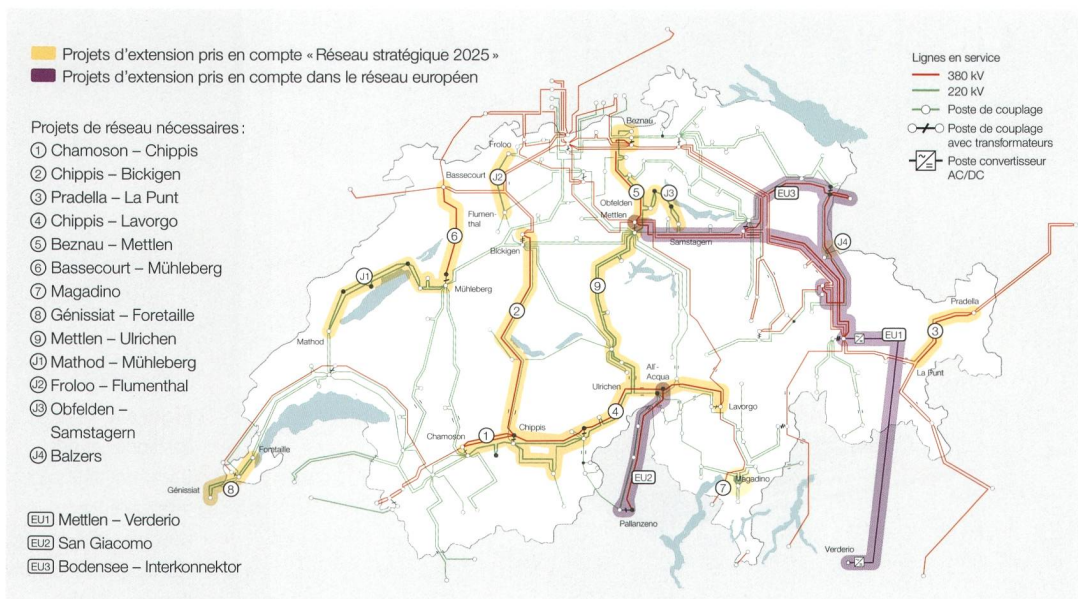 Projets d'extension pris en compte « Réseau stratégique 2025 »
Projets d'extension pris en compte dans le réseau européen
Projets de réseau nécessaires :
1 Chamoson – Chippis
2 Chippis – Bickigen
3 Pradella – La Punt
4 Chippis – Lavorgo
5 Beznau – Mettlen
6 Bassecourt – Mühleberg
7 Magadino
8 Génissiat – Foretaille
9 Mettlen – Ulrichen
J1 Mathod – Mühleberg
J2 Froloo – Flumenthal
J3 Obfelden –
Samstagern
J4 Balzers
EU1 Mettlen – Verderio
EU2 San Giacomo
EU3 Bodensee – Interkonnektor
Lignes en service
380 kV
220 kV
Poste de couplage
Poste de couplage
avec transformateurs
Poste convertisseur
AC/DC
Beznau
Froloo
Bassecourt
J2
5
J3
EU3
Obfelden
Mettlen
Flumen-
thal
Samstagern
J4
Bickigen
6
J1
Mühleberg
9
2
Mathod
Pradella
3
EU1
La Punt
All'-
Acqua
Ulrichen
Lavorgo
4
Chippis
Chamoson
1
Foretaille
Génissiat
8
EU2
7
Magadino
Pallanzeno
Verderio